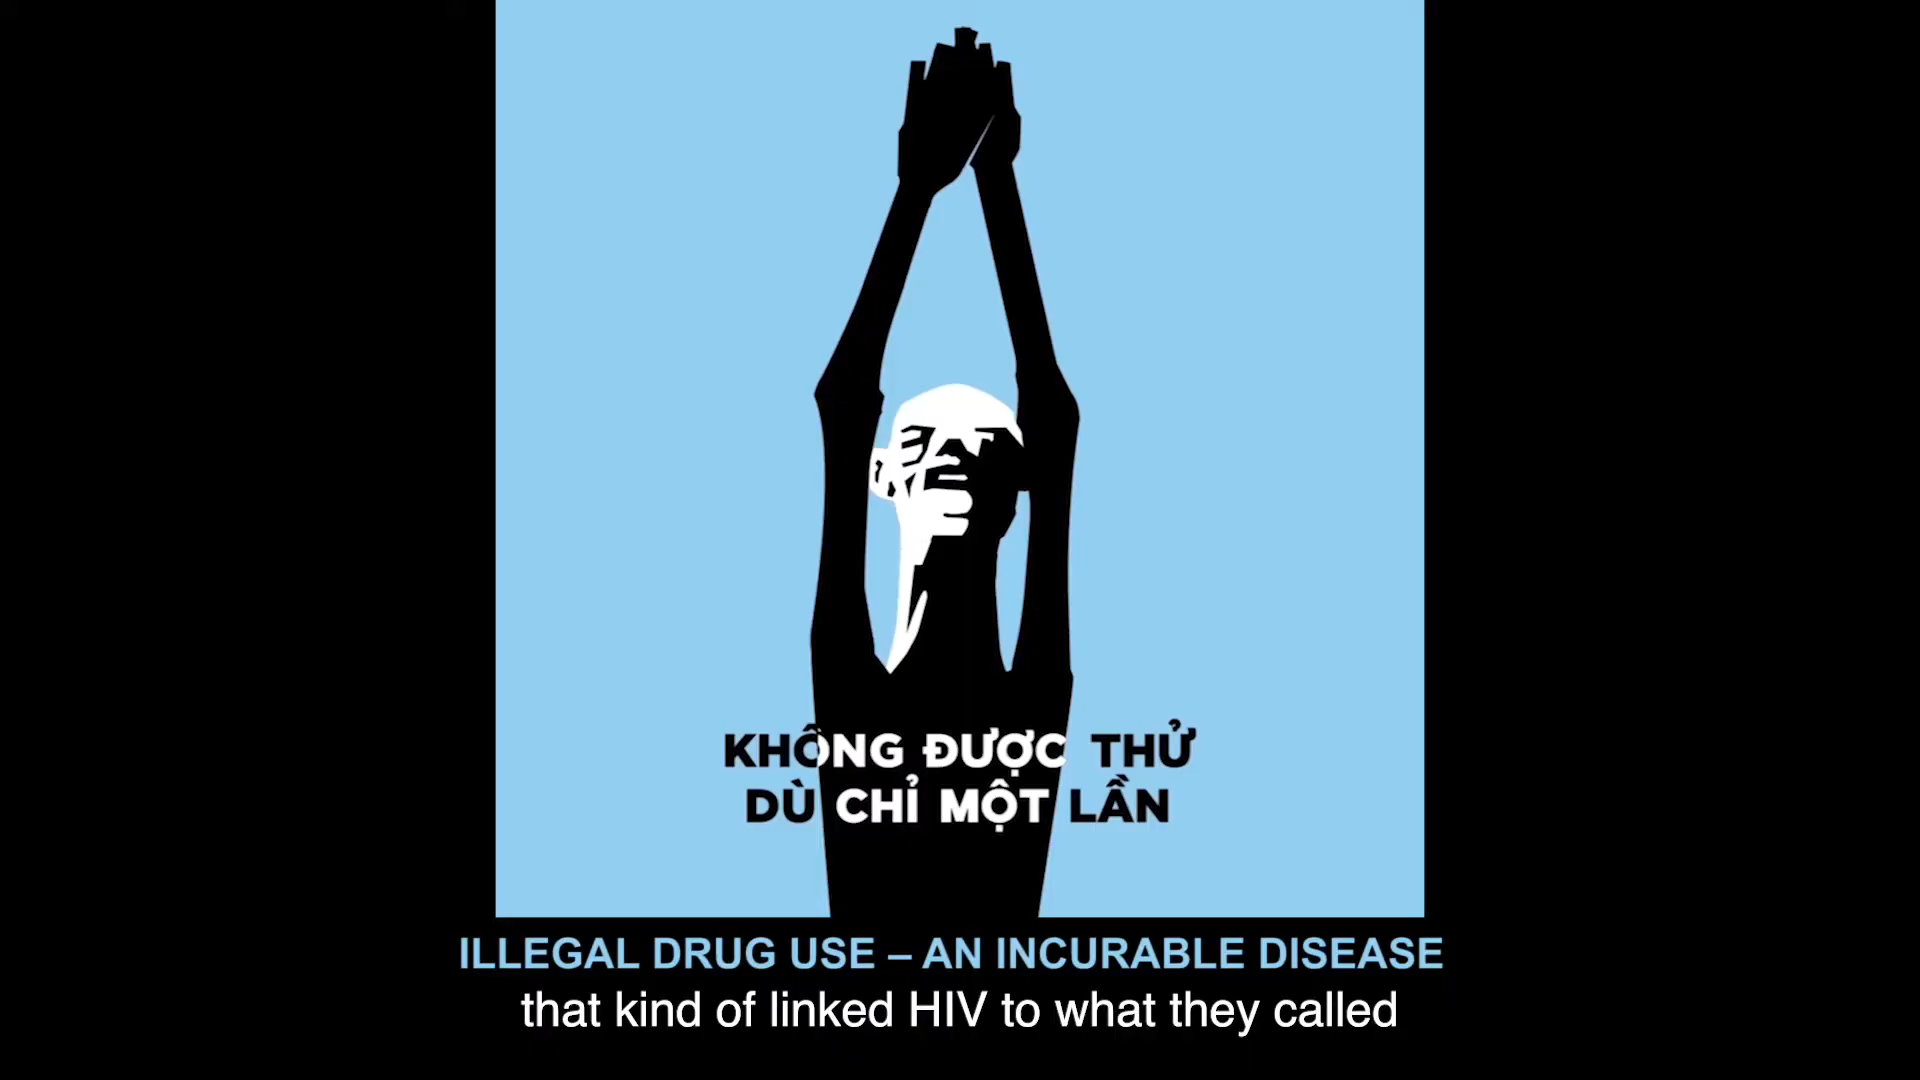 KHÔNG ĐƯỢC THỬ
DÙ CHỈ MỘT LẦN
ILLEGAL DRUG USE – AN INCURABLE DISEASE
that kind of linked HIV to what they called